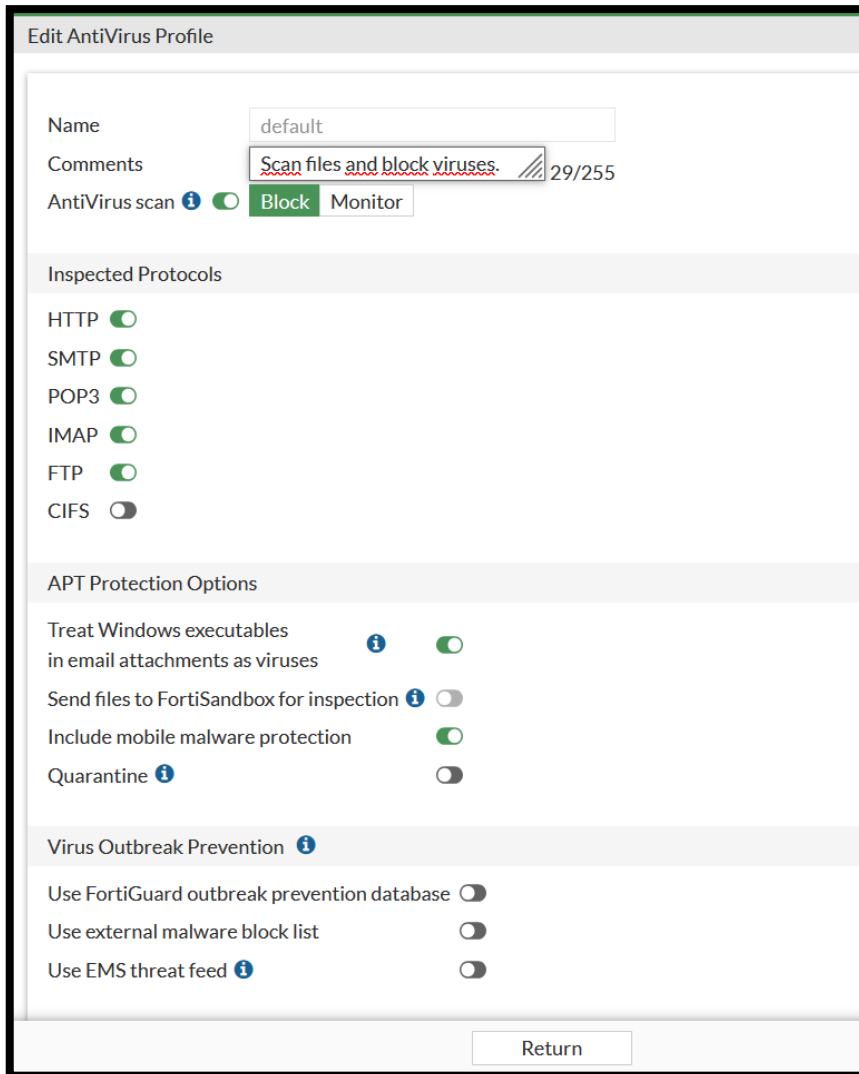 Edit AntiVirus Profile
Name default
Comments Scan files and block viruses. 29/255
AntiVirus scan Block Monitor
Inspected Protocols
HTTP
SMTP
POP3
IMAP
FTP
CIFS
APT Protection Options
Treat Windows executables
in email attachments as viruses
Send files to FortiSandbox for inspection
Include mobile malware protection
Quarantine
Virus Outbreak Prevention
Use FortiGuard outbreak prevention database
Use external malware block list
Use EMS threat feed
Return